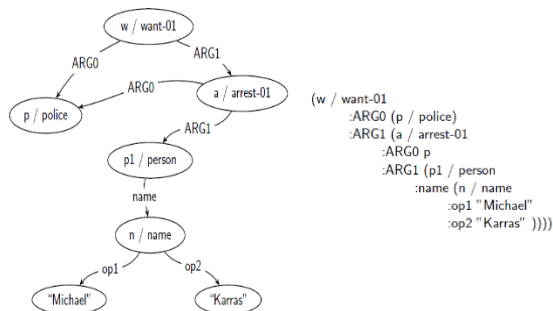 w / want-01
ARG0
ARG1
ARG0
a / arrest-01
p / police
ARG1
p1 / person
name
n / name
op1
op2
"Michael"
"Karras"
(w / want-01
:ARG0 (p / police)
:ARG1 (a / arrest-01
:ARG0 p
:ARG1 (p1 / person
:name (n / name
:op1 "Michael"
:op2 "Karras" ))))